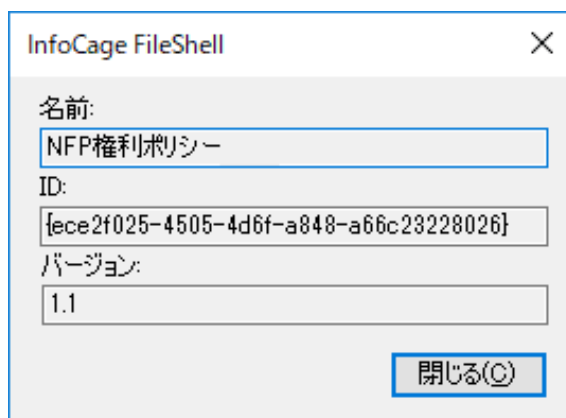 InfoCage FileShell
名前:
NFP権利ポリシー
ID:
{ece2f025-4505-4d6f-a848-a66c23228026}
バージョン:
1.1
閉じる(C)